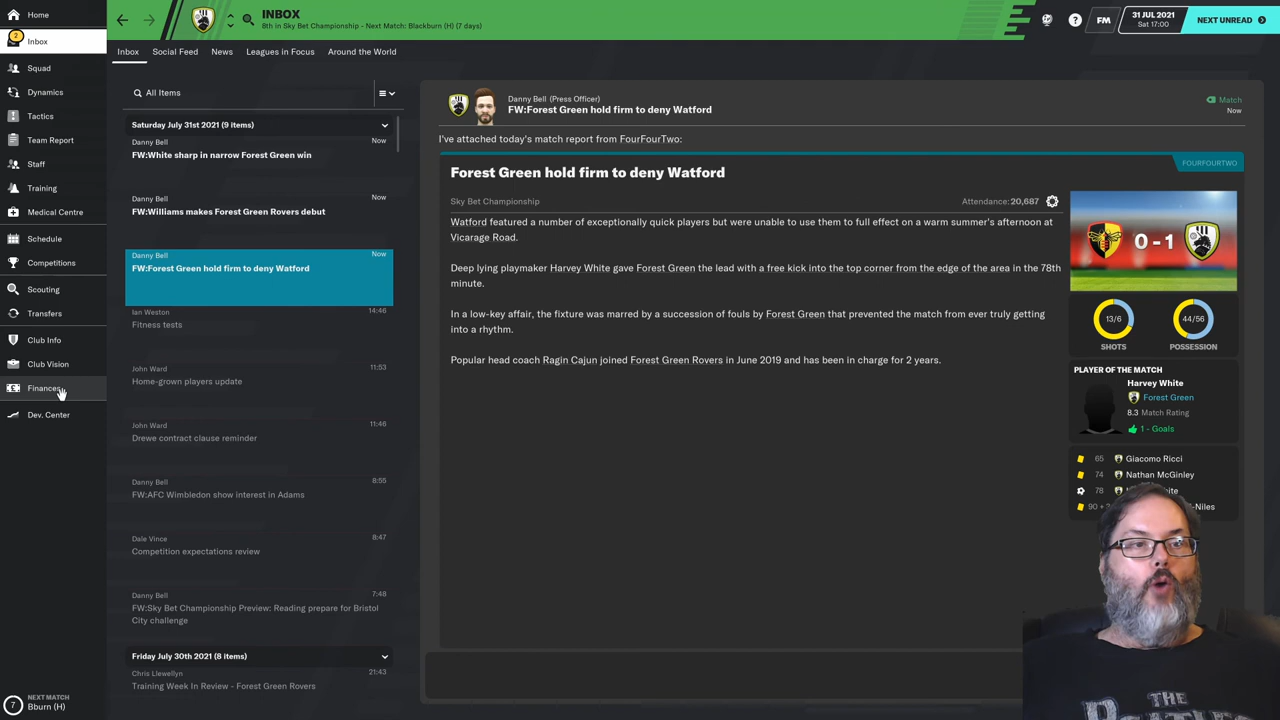 Home
2
Inbox
Squad
Dynamics
Tactics
Team Report
Staff
Training
Medical Centre
Schedule
Competitions
Scouting
Transfers
Club Info
Club Vision
Finances
Dev. Center
7
NEXT MATCH
Bburn (H)
INBOX
8th in Sky Bet Championship - Next Match: Blackburn (H) (7 days)
?
FM
31 JUL 2021
Sat 17:00
NEXT UNREAD
Inbox
Social Feed
News
Leagues in Focus
Around the World
All Items
Saturday July 31st 2021 (9 items)
Danny Bell
Now
FW:White sharp in narrow Forest Green win
Danny Bell
Now
FW:Williams makes Forest Green Rovers debut
Danny Bell
Now
FW:Forest Green hold firm to deny Watford
Ian Weston
14:46
Fitness tests
John Ward
11:53
Home-grown players update
John Ward
11:46
Drewe contract clause reminder
Danny Bell
8:55
FW:AFC Wimbledon show interest in Adams
Dale Vince
8:47
Competition expectations review
Danny Bell
7:48
FW:Sky Bet Championship Preview: Reading prepare for Bristol
City challenge
Friday July 30th 2021 (8 items)
Chris Llewellyn
21:43
Training Week In Review - Forest Green Rovers
Danny Bell (Press Officer)
FW:Forest Green hold firm to deny Watford
Match
Now
I've attached today's match report from FourFourTwo:
FOURFOURTWO
Forest Green hold firm to deny Watford
Sky Bet Championship
Attendance: 20,687
Watford featured a number of exceptionally quick players but were unable to use them to full effect on a warm summer's afternoon at
Vicarage Road.
Deep lying playmaker Harvey White gave Forest Green the lead with a free kick into the top corner from the edge of the area in the 78th
minute.
In a low-key affair, the fixture was marred by a succession of fouls by Forest Green that prevented the match from ever truly getting
into a rhythm.
Popular head coach Ragin Cajun joined Forest Green Rovers in June 2019 and has been in charge for 2 years.
0 - 1
13/6
SHOTS
44/56
POSSESSION
PLAYER OF THE MATCH
Harvey White
Forest Green
8.3 Match Rating
1 - Goals
65 Giacomo Ricci
74 Nathan McGinley
78
90 +
-Niles
THE